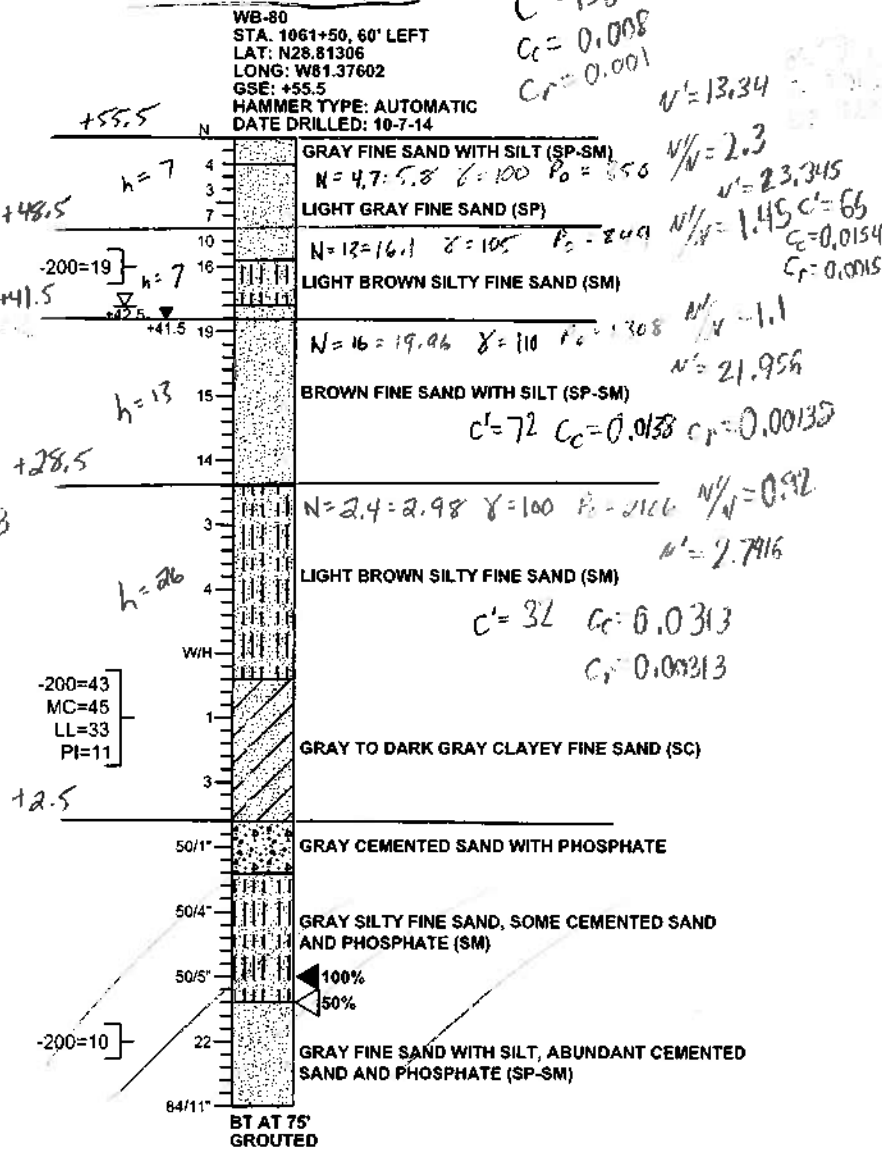 WB-80
STA. 1061+50, 60' LEFT
LAT: N28.81306
LONG: W81.37602
GSE: +55.5
HAMMER TYPE: AUTOMATIC
DATE DRILLED: 10-7-14
Cc = 0.008
Cr = 0.001
N' = 13.34
+55.5
N
GRAY FINE SAND WITH SILT (SP-SM)
4
h = 7
N = 4.7 = 5.8 γ = 100 Po =
N'/N = 2.3
3
+48.5
7
LIGHT GRAY FINE SAND (SP)
N' = 23.345
10
N = 13 = 16.1 γ = 105 Po = 849
N'/N = 1.45 C' = 65
Cc = 0.0154
Cr = 0.0015
-200=19
h = 7
16
LIGHT BROWN SILTY FINE SAND (SM)
+41.5
+42.5
+41.5
19
N = 16 = 19.96 γ = 110 Po = 1308
N'/N = 1.1
N' = 21.956
h = 13
15
BROWN FINE SAND WITH SILT (SP-SM)
C' = 72 Cc = 0.0138 Cr = 0.00138
+28.5
14
N = 2.4 = 2.98 γ = 100 Po =
N'/N = 0.92
3
N' = 2.7416
h = 26
4
LIGHT BROWN SILTY FINE SAND (SM)
C' = 32 Cc = 0.0313
Cr = 0.00313
W/H
-200=43
MC=45
LL=33
PI=11
1
GRAY TO DARK GRAY CLAYEY FINE SAND (SC)
3
+2.5
50/1"
GRAY CEMENTED SAND WITH PHOSPHATE
50/4"
GRAY SILTY FINE SAND, SOME CEMENTED SAND
AND PHOSPHATE (SM)
50/5"
100%
50%
-200=10
22
GRAY FINE SAND WITH SILT, ABUNDANT CEMENTED
SAND AND PHOSPHATE (SP-SM)
84/11"
BT AT 75'
GROUTED